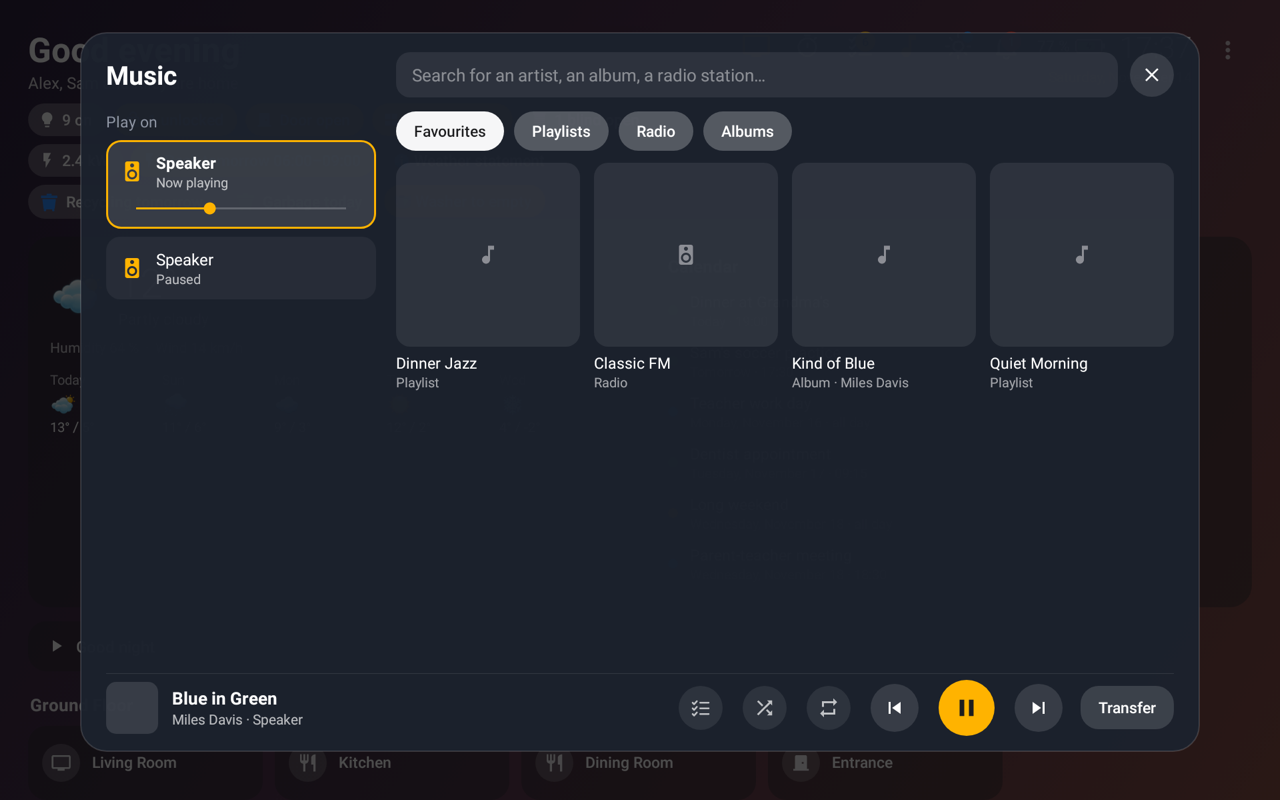 Music
Search for an artist, an album, a radio station...
Play on
Speaker
Now playing
Speaker
Paused
Favourites
Playlists
Radio
Albums
Dinner Jazz
Playlist
Classic FM
Radio
Kind of Blue
Album · Miles Davis
Quiet Morning
Playlist
Blue in Green
Miles Davis · Speaker
Transfer
Alex,
Living Room
Kitchen
Dining Room
Entrance